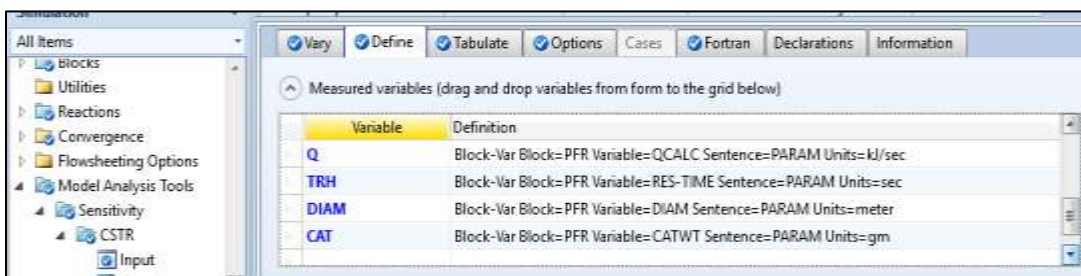 All Items
Blocks
Utilities
Reactions
Convergence
Flowsheeting Options
Model Analysis Tools
Sensitivity
CSTR
Input
Vary Define Tabulate Options Cases Fortran Declarations Information
Measured variables (drag and drop variables from form to the grid below)
Variable Definition
Q Block-Var Block=PFR Variable=QCALC Sentence=PARAM Units=kJ/sec
TRH Block-Var Block=PFR Variable=RES-TIME Sentence=PARAM Units=sec
DIAM Block-Var Block=PFR Variable=DIAM Sentence=PARAM Units=meter
CAT Block-Var Block=PFR Variable=CATWT Sentence=PARAM Units=gm